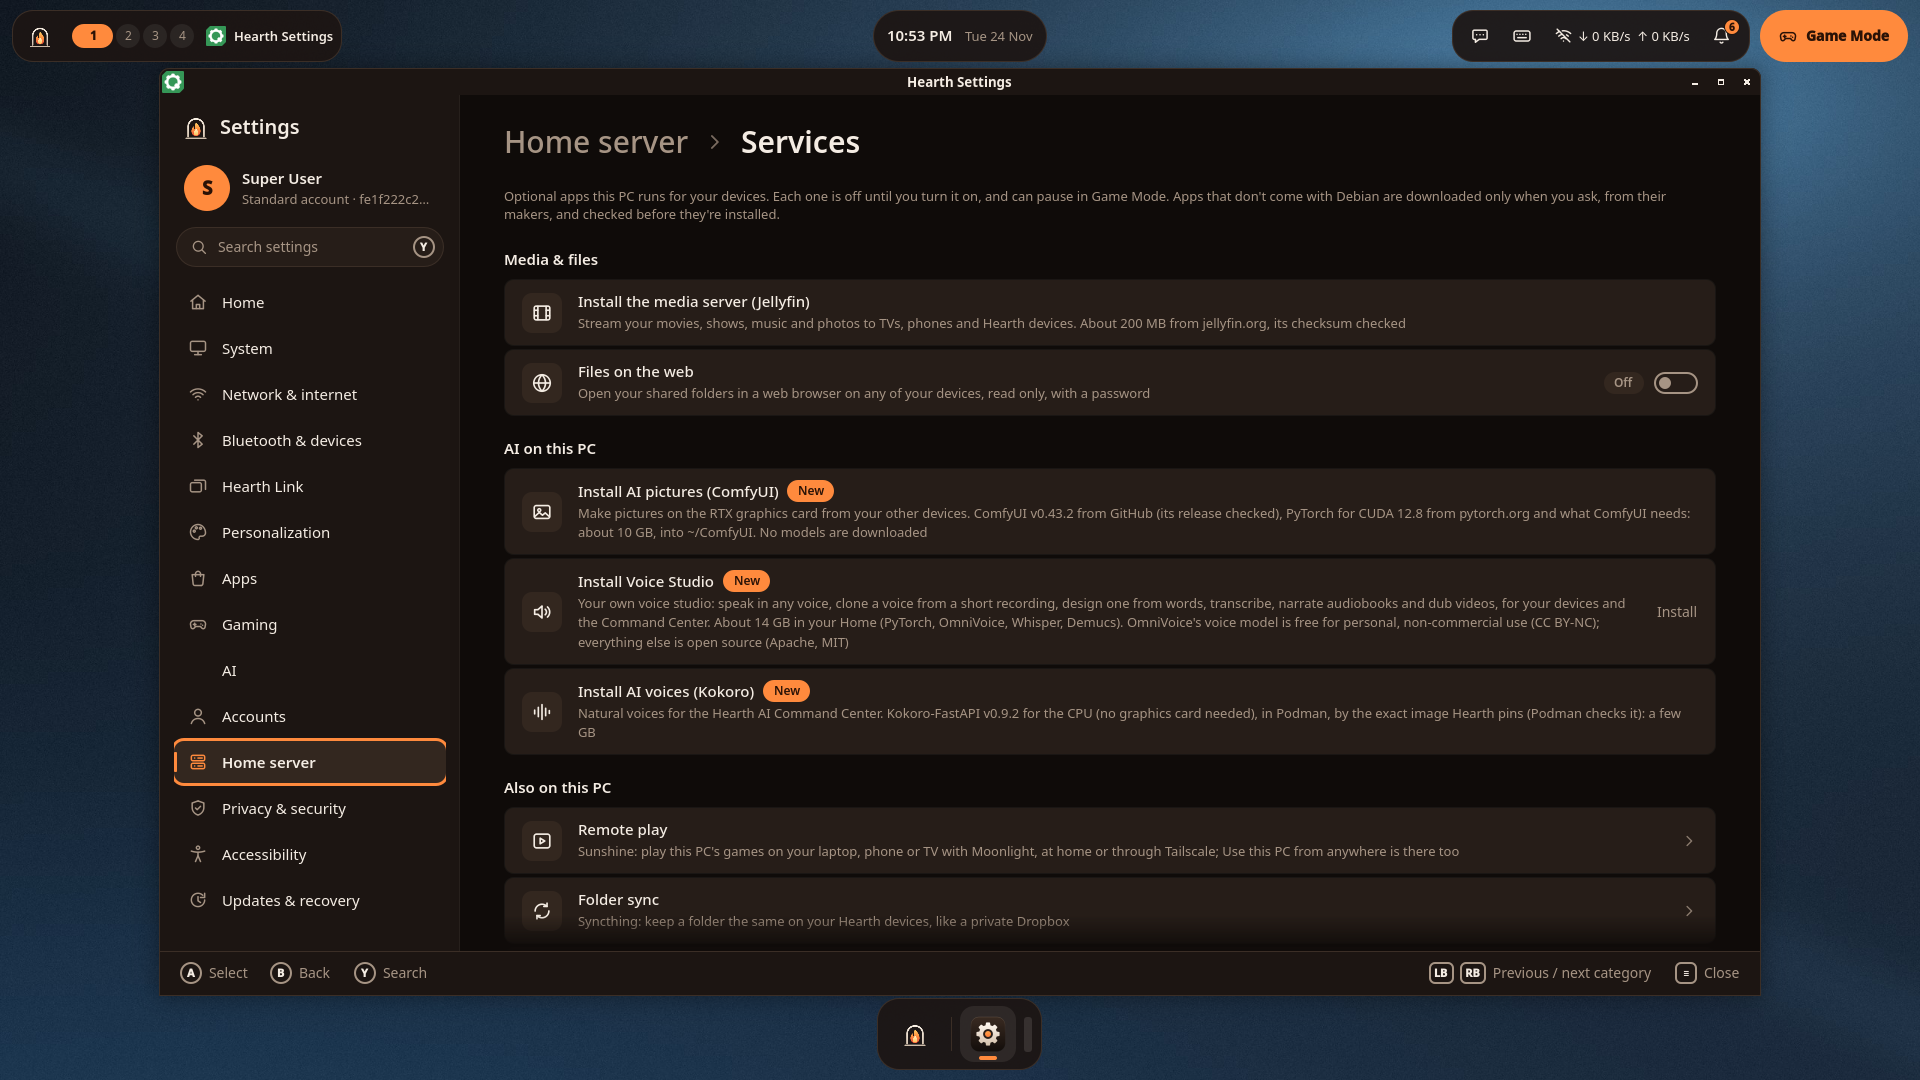 1 2 3 4 Hearth Settings
10:53 PM Tue 24 Nov
↓ 0 KB/s ↑ 0 KB/s 6 Game Mode
Hearth Settings
Settings
S
Super User
Standard account · fe1f222c2...
Search settings Y
Home
System
Network & internet
Bluetooth & devices
Hearth Link
Personalization
Apps
Gaming
AI
Accounts
Home server
Privacy & security
Accessibility
Updates & recovery
Home server > Services
Optional apps this PC runs for your devices. Each one is off until you turn it on, and can pause in Game Mode. Apps that don't come with Debian are downloaded only when you ask, from their
makers, and checked before they're installed.
Media & files
Install the media server (Jellyfin)
Stream your movies, shows, music and photos to TVs, phones and Hearth devices. About 200 MB from jellyfin.org, its checksum checked
Files on the web
Open your shared folders in a web browser on any of your devices, read only, with a password
Off
AI on this PC
Install AI pictures (ComfyUI) New
Make pictures on the RTX graphics card from your other devices. ComfyUI v0.43.2 from GitHub (its release checked), PyTorch for CUDA 12.8 from pytorch.org and what ComfyUI needs:
about 10 GB, into ~/ComfyUI. No models are downloaded
Install Voice Studio New
Your own voice studio: speak in any voice, clone a voice from a short recording, design one from words, transcribe, narrate audiobooks and dub videos, for your devices and
the Command Center. About 14 GB in your Home (PyTorch, OmniVoice, Whisper, Demucs). OmniVoice's voice model is free for personal, non-commercial use (CC BY-NC);
everything else is open source (Apache, MIT)
Install
Install AI voices (Kokoro) New
Natural voices for the Hearth AI Command Center. Kokoro-FastAPI v0.9.2 for the CPU (no graphics card needed), in Podman, by the exact image Hearth pins (Podman checks it): a few
GB
Also on this PC
Remote play
Sunshine: play this PC's games on your laptop, phone or TV with Moonlight, at home or through Tailscale; Use this PC from anywhere is there too
Folder sync
Syncthing: keep a folder the same on your Hearth devices, like a private Dropbox
A Select B Back Y Search
LB RB Previous / next category ≡ Close